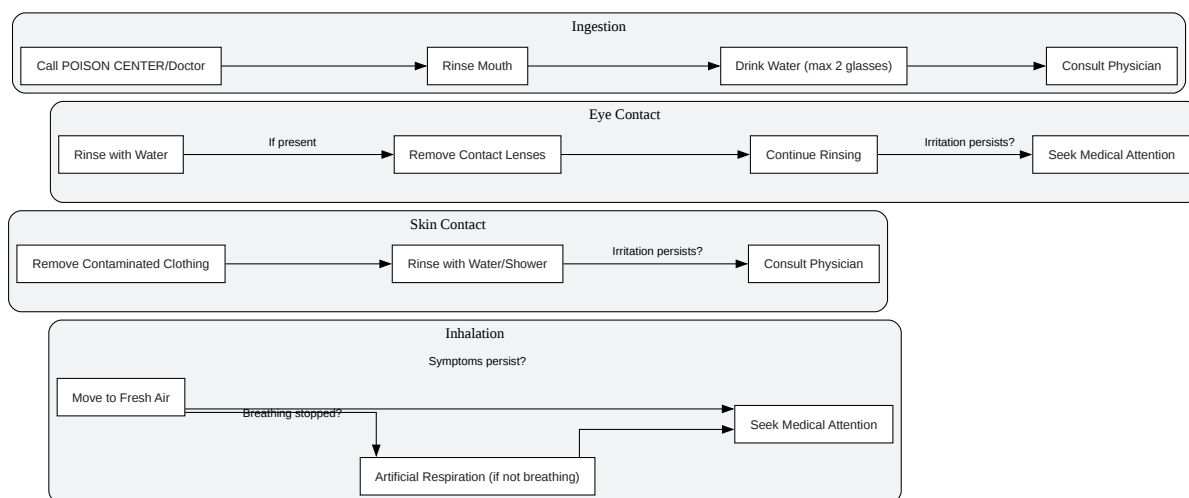 Ingestion
Call POISON CENTER/Doctor
Rinse Mouth
Drink Water (max 2 glasses)
Consult Physician
Eye Contact
Rinse with Water
If present
Remove Contact Lenses
Continue Rinsing
Irritation persists?
Seek Medical Attention
Skin Contact
Remove Contaminated Clothing
Rinse with Water/Shower
Irritation persists?
Consult Physician
Inhalation
Symptoms persist?
Move to Fresh Air
Breathing stopped?
Seek Medical Attention
Artificial Respiration (if not breathing)